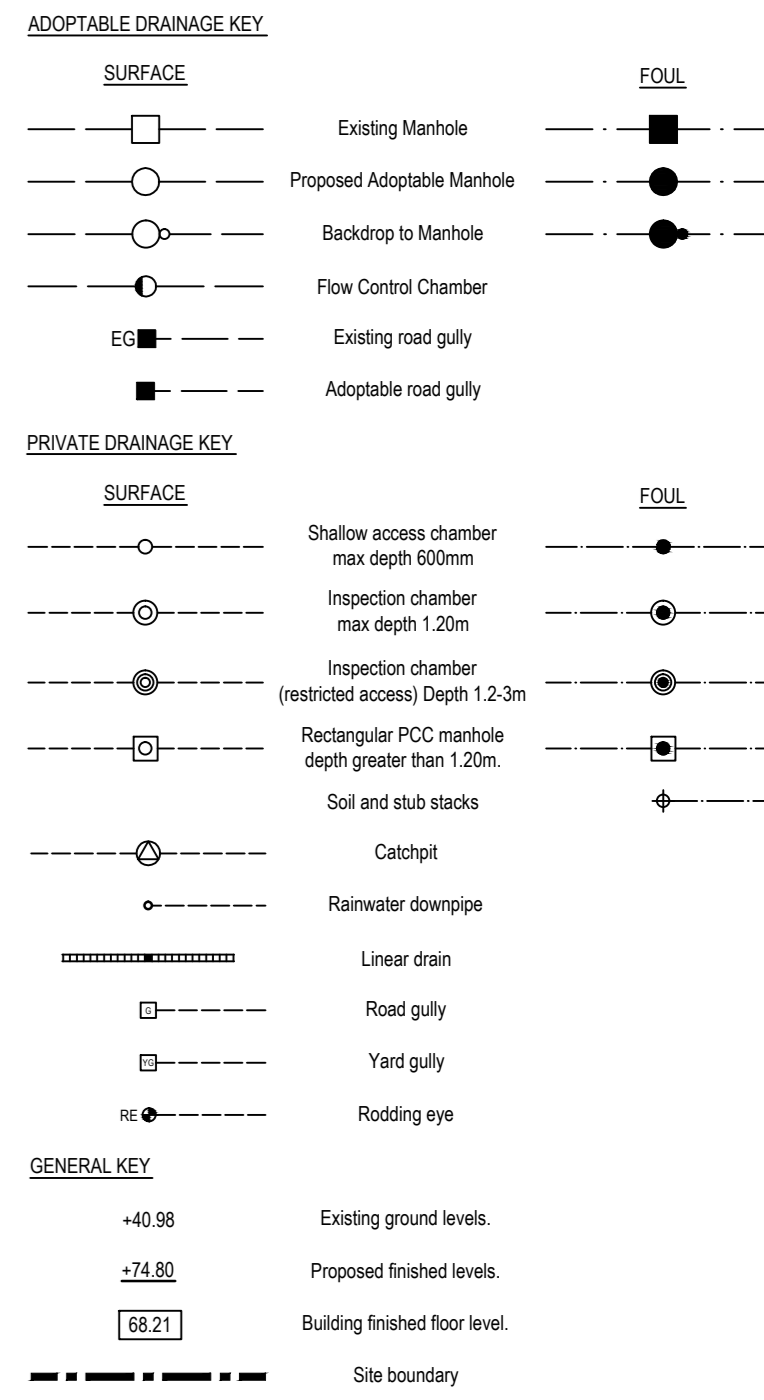 ADOPTABLE DRAINAGE KEY
SURFACE
FOUL
Existing Manhole
Proposed Adoptable Manhole
Backdrop to Manhole
Flow Control Chamber
EG
Existing road gully
Adoptable road gully
PRIVATE DRAINAGE KEY
SURFACE
FOUL
Shallow access chamber
max depth 600mm
Inspection chamber
max depth 1.20m
Inspection chamber
(restricted access) Depth 1.2-3m
Rectangular PCC manhole
depth greater than 1.20m.
Soil and stub stacks
Catchpit
Rainwater downpipe
Linear drain
G
Road gully
YG
Yard gully
RE
Rodding eye
GENERAL KEY
+40.98
Existing ground levels.
+74.80
Proposed finished levels.
68.21
Building finished floor level.
Site boundary